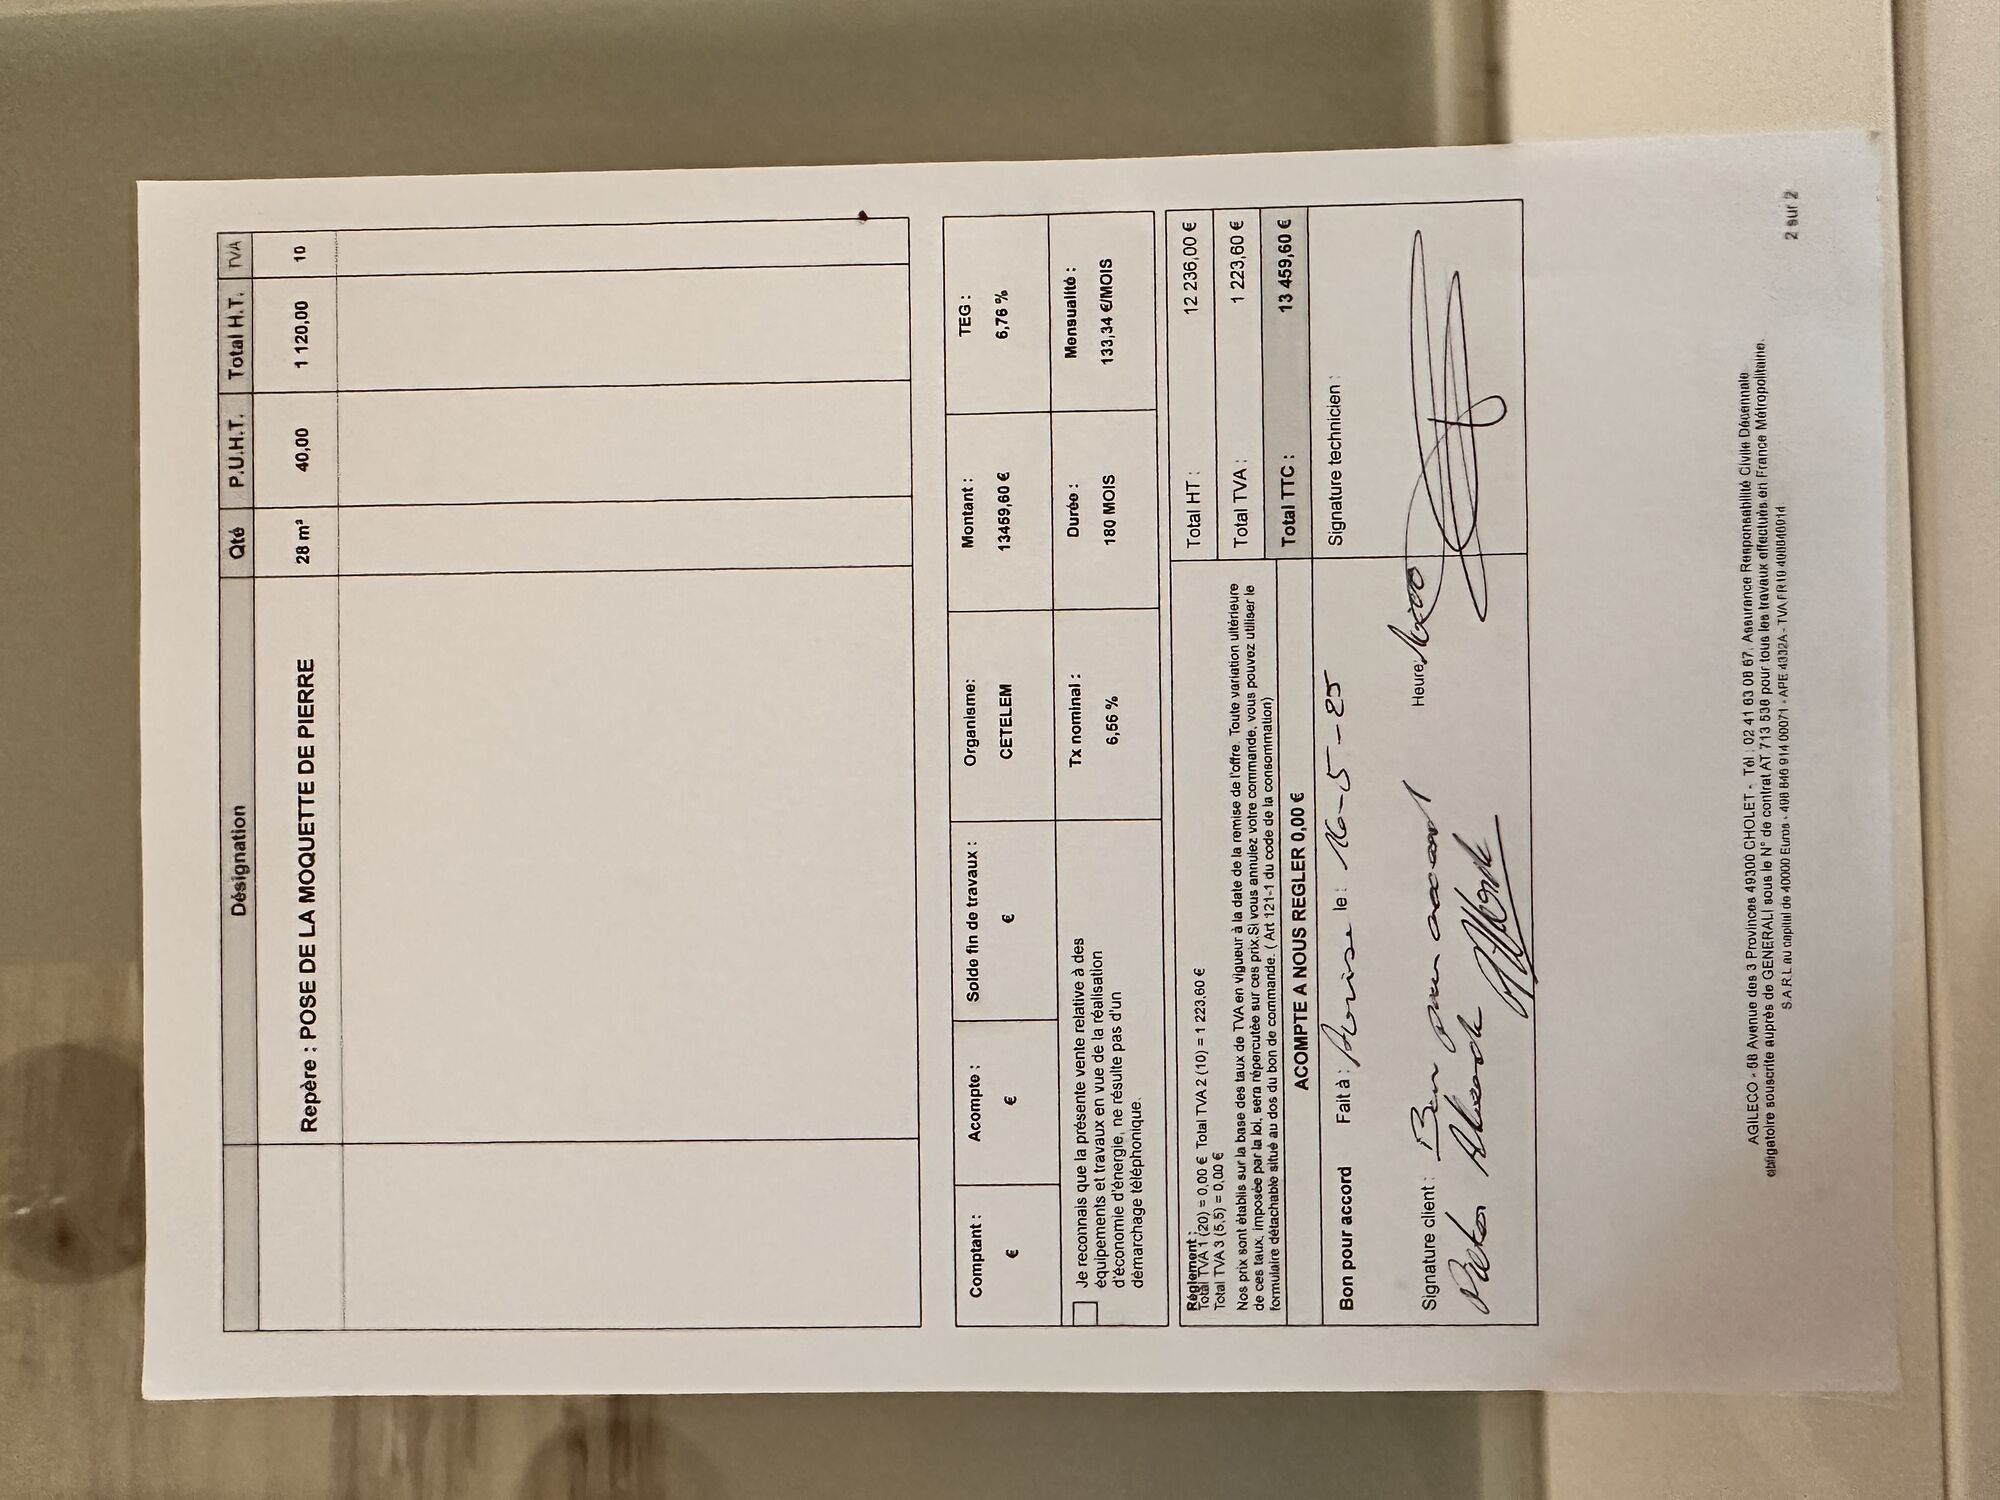 Désignation Qté P.U.H.T. Total H.T. TVA
Repère : POSE DE LA MOQUETTE DE PIERRE 28 m² 40,00 1 120,00 10
Comptant : Acompte : Solde fin de travaux : Organisme: Montant : TEG :
€ € € CETELEM 13459,60 € 6,76 %
Je reconnais que la présente vente relative à des
équipements et travaux en vue de la réalisation
d'économie d'énergie, ne résulte pas d'un
démarchage téléphonique.
Tx nominal : Durée : Mensualité :
6,56 % 180 MOIS 133,34 €/MOIS
Règlement :
Total TVA 1 (20) = 0,00 € Total TVA 2 (10) = 1 223,60 €
Total TVA 3 (5,5) = 0,00 €
Nos prix sont établis sur la base des taux de TVA en vigueur à la date de la remise de l'offre. Toute variation ultérieure
de ces taux, imposée par la loi, sera répercutée sur ces prix.Si vous annulez votre commande, vous pouvez utiliser le
formulaire détachable situé au dos du bon de commande. ( Art 121-1 du code de la consommation)
Total HT : 12 236,00 €
Total TVA : 1 223,60 €
Total TTC : 13 459,60 €
ACOMPTE A NOUS REGLER 0,00 €
Bon pour accord Fait à : le : 16-5-25
Heure:
Signature client : Bon pour accord
Signature technicien :
AGILECO - 68 Avenue des 3 Provinces 49300 CHOLET - Tél : 02 41 63 08 67. Assurance Responsabilité Civile Décennale
obligatoire souscrite auprès de GENERALI sous le N° de contrat AT 713 538 pour tous les travaux effectués en France Métropolitaine.
S.A.R.L au capital de 40000 Euros - 498 846 914 00071 - APE 4332A - TVA FR
2 sur 2